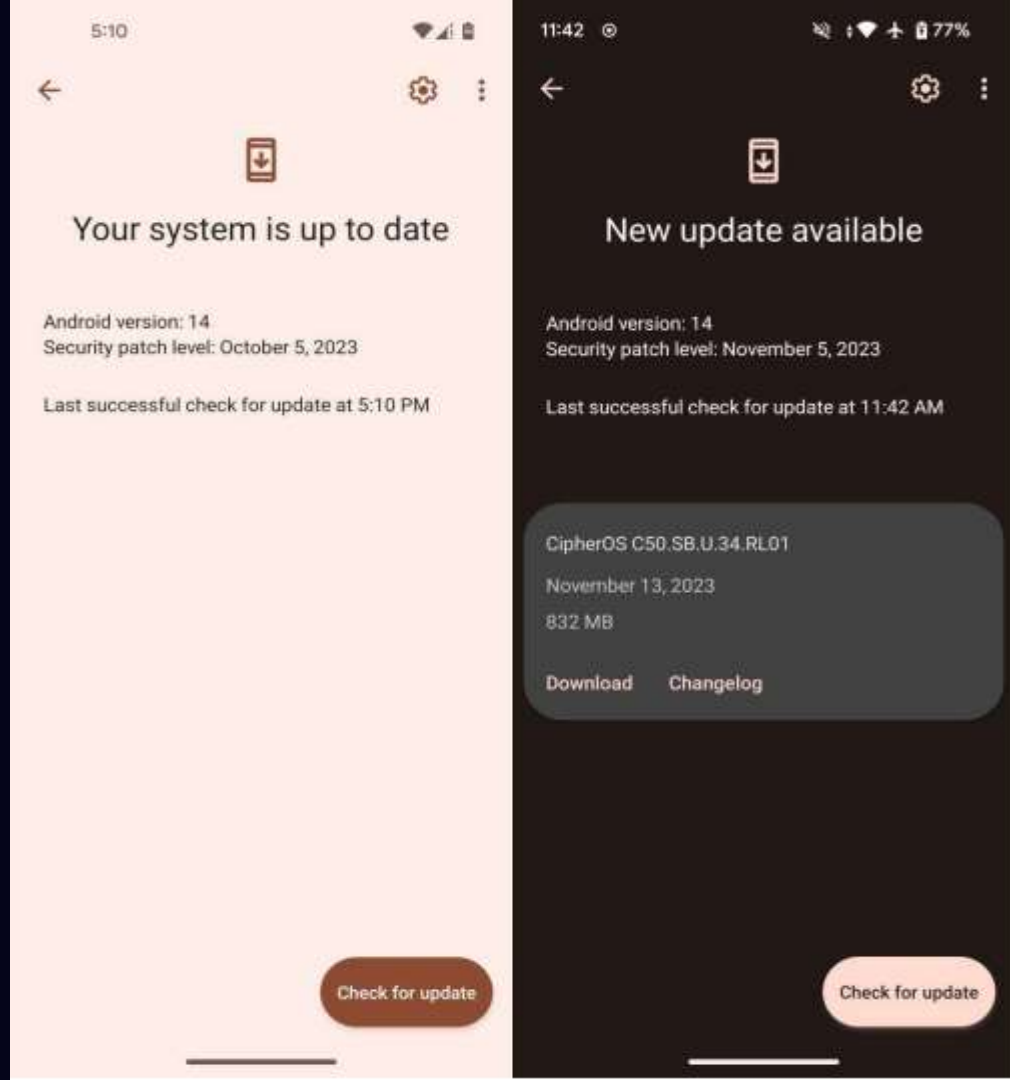 5:10
Your system is up to date
Android version: 14
Security patch level: October 5, 2023
Last successful check for update at 5:10 PM
Check for update
11:42
77%
New update available
Android version: 14
Security patch level: November 5, 2023
Last successful check for update at 11:42 AM
CipherOS C50.SB.U.34.RL01
November 13, 2023
832 MB
Download Changelog
Check for update